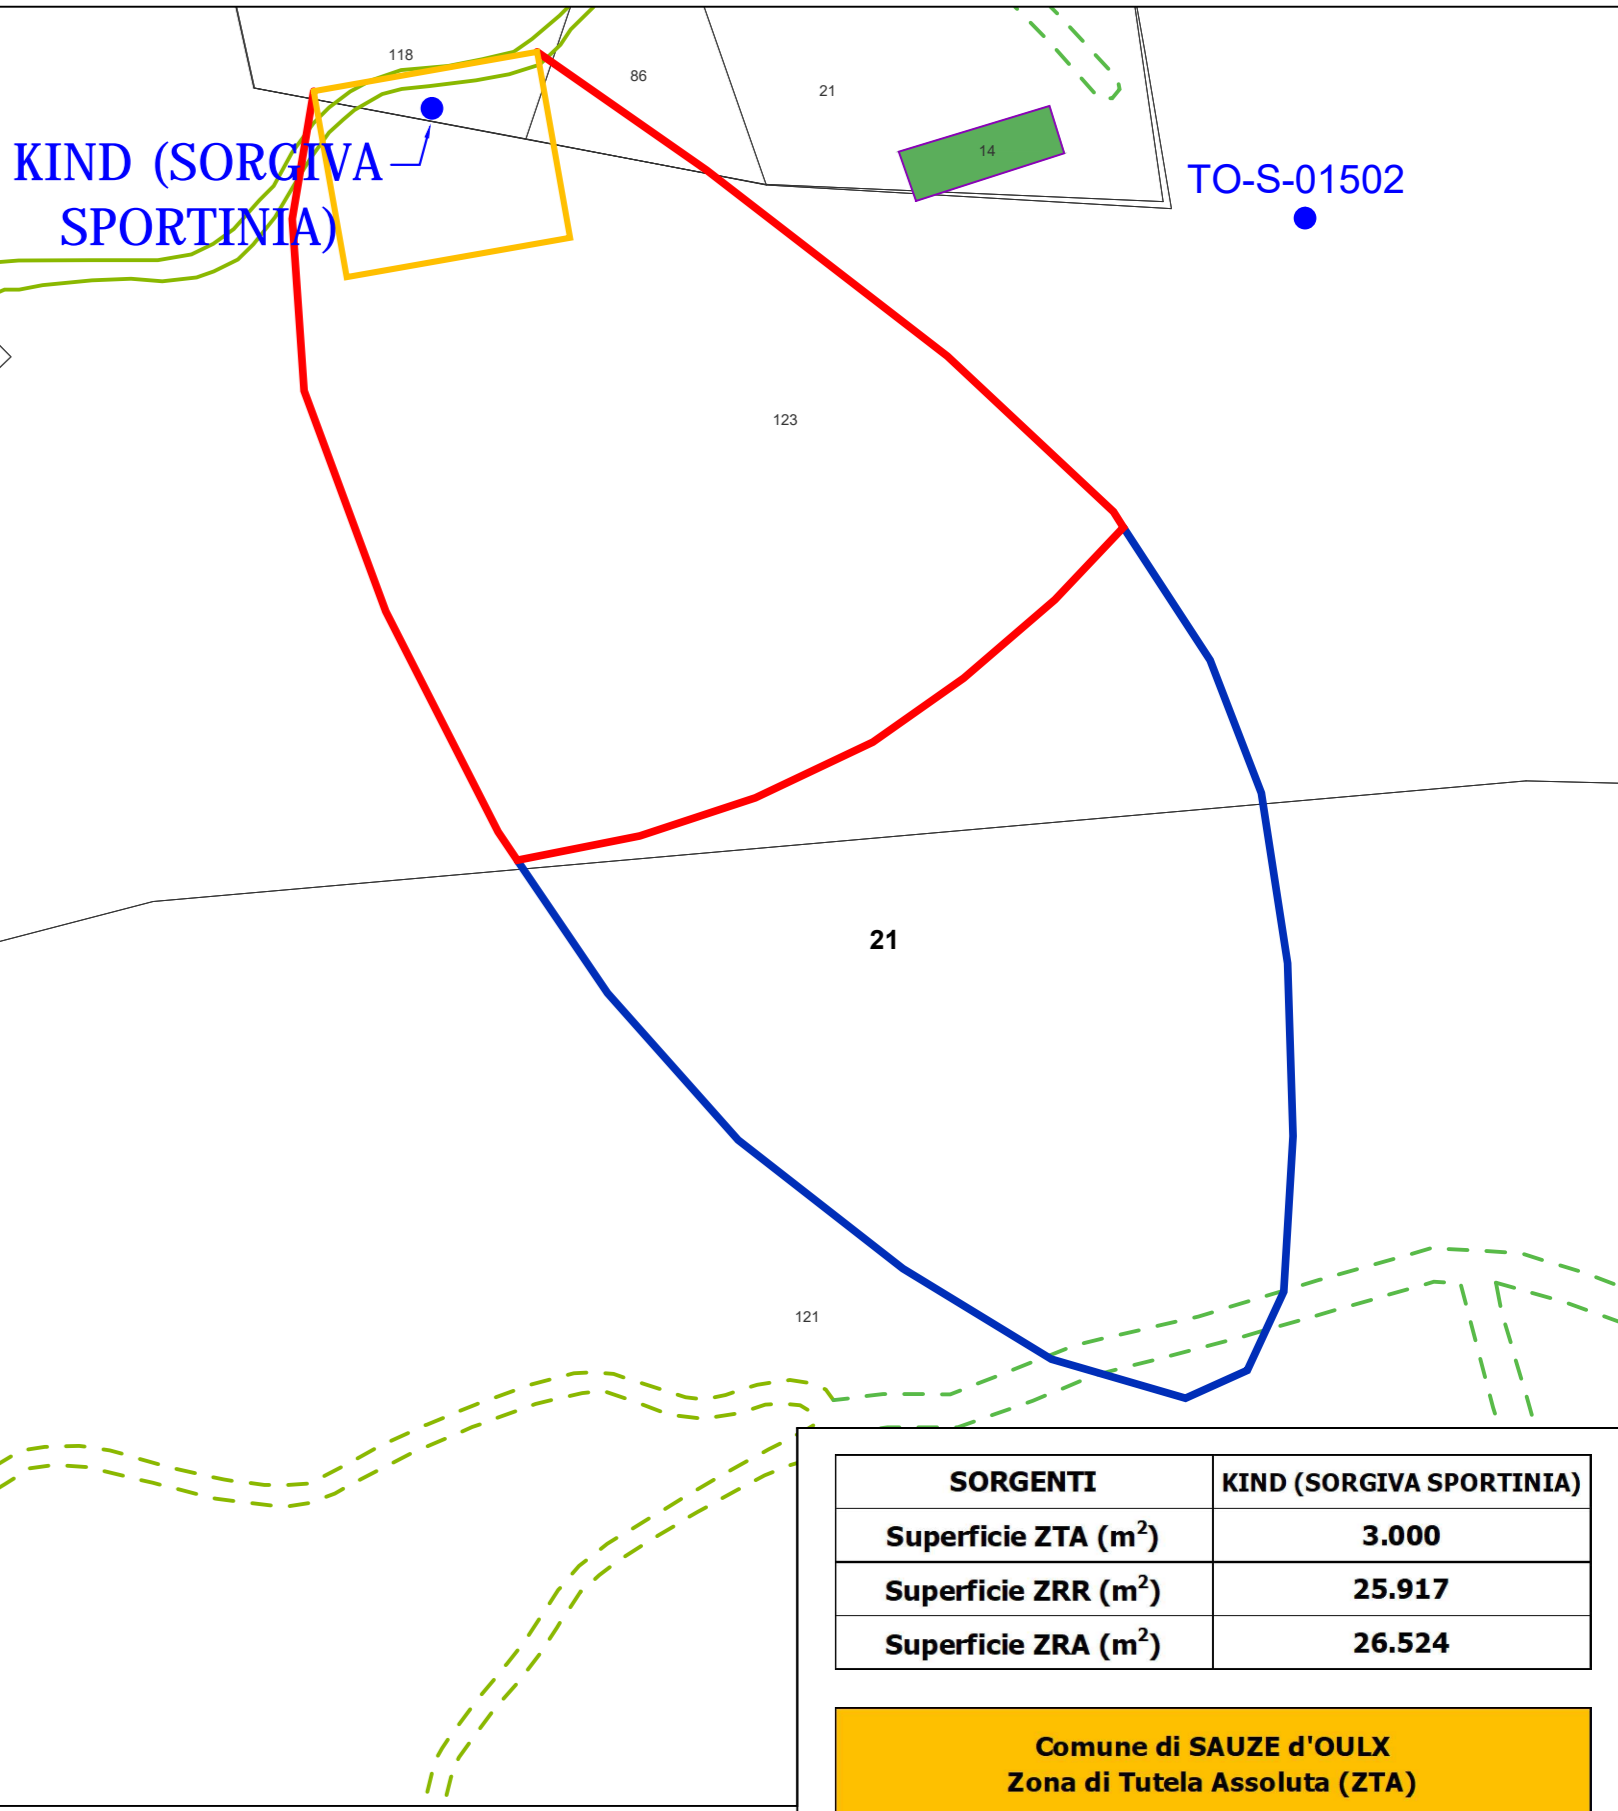 118
86
21
14
KIND (SORGIVA
SPORTINIA)
TO-S-01502
123
21
121
SORGENTI KIND (SORGIVA SPORTINIA)
Superficie ZTA (m²) 3.000
Superficie ZRR (m²) 25.917
Superficie ZRA (m²) 26.524
Comune di SAUZE d'OULX
Zona di Tutela Assoluta (ZTA)